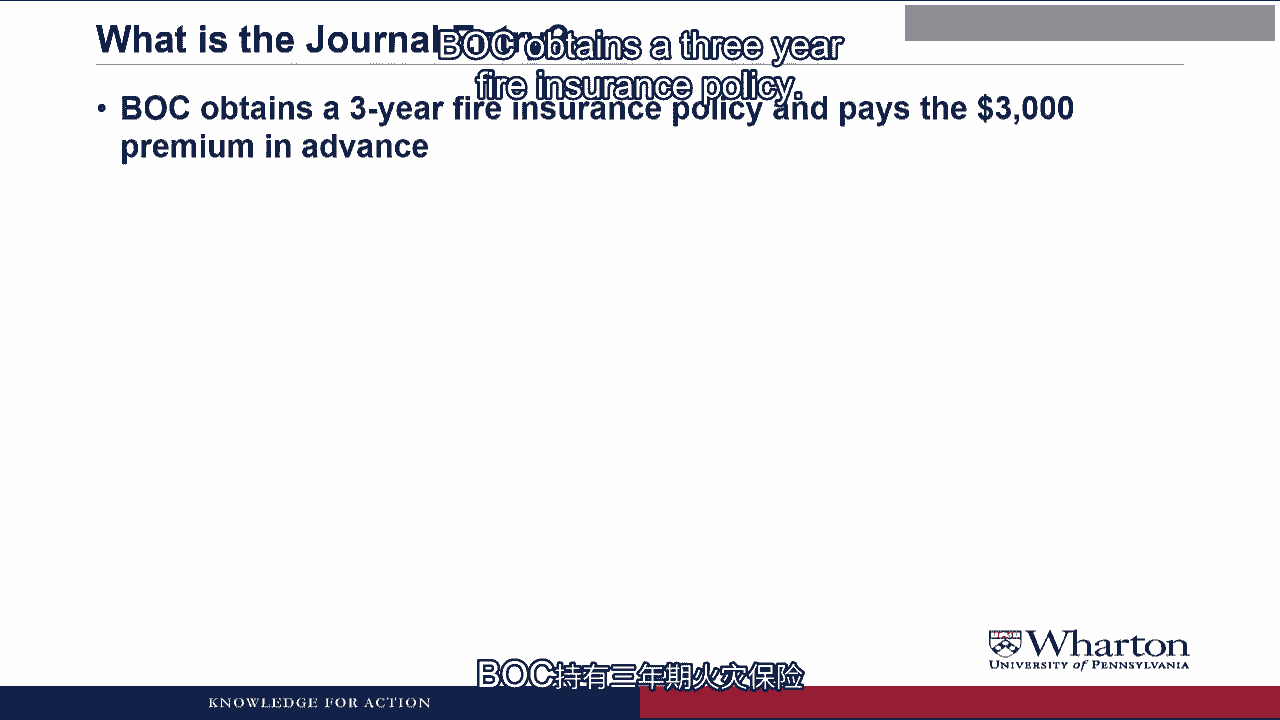 What is the Journal Entry?
BOC obtains a three year
fire insurance policy.
• BOC obtains a 3-year fire insurance policy and pays the $3,000
premium in advance
Wharton
UNIVERSITY of PENNSYLVANIA
BOC持有三年期火灾保险
KNOWLEDGE FOR ACTION